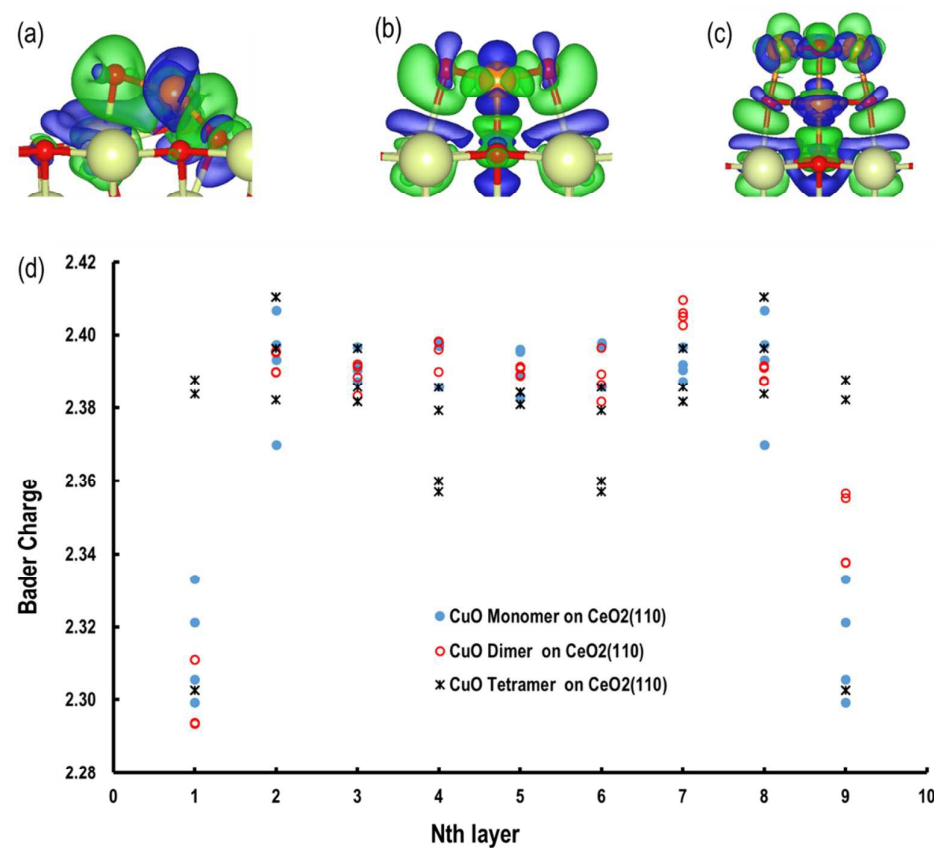 (a)
(b)
(c)
(d)
2.42
2.40
2.38
2.36
2.34
2.32
2.30
2.28
Bader Charge
CuO Monomer on CeO2(110)
CuO Dimer on CeO2(110)
CuO Tetramer on CeO2(110)
0 1 2 3 4 5 6 7 8 9 10
Nth layer